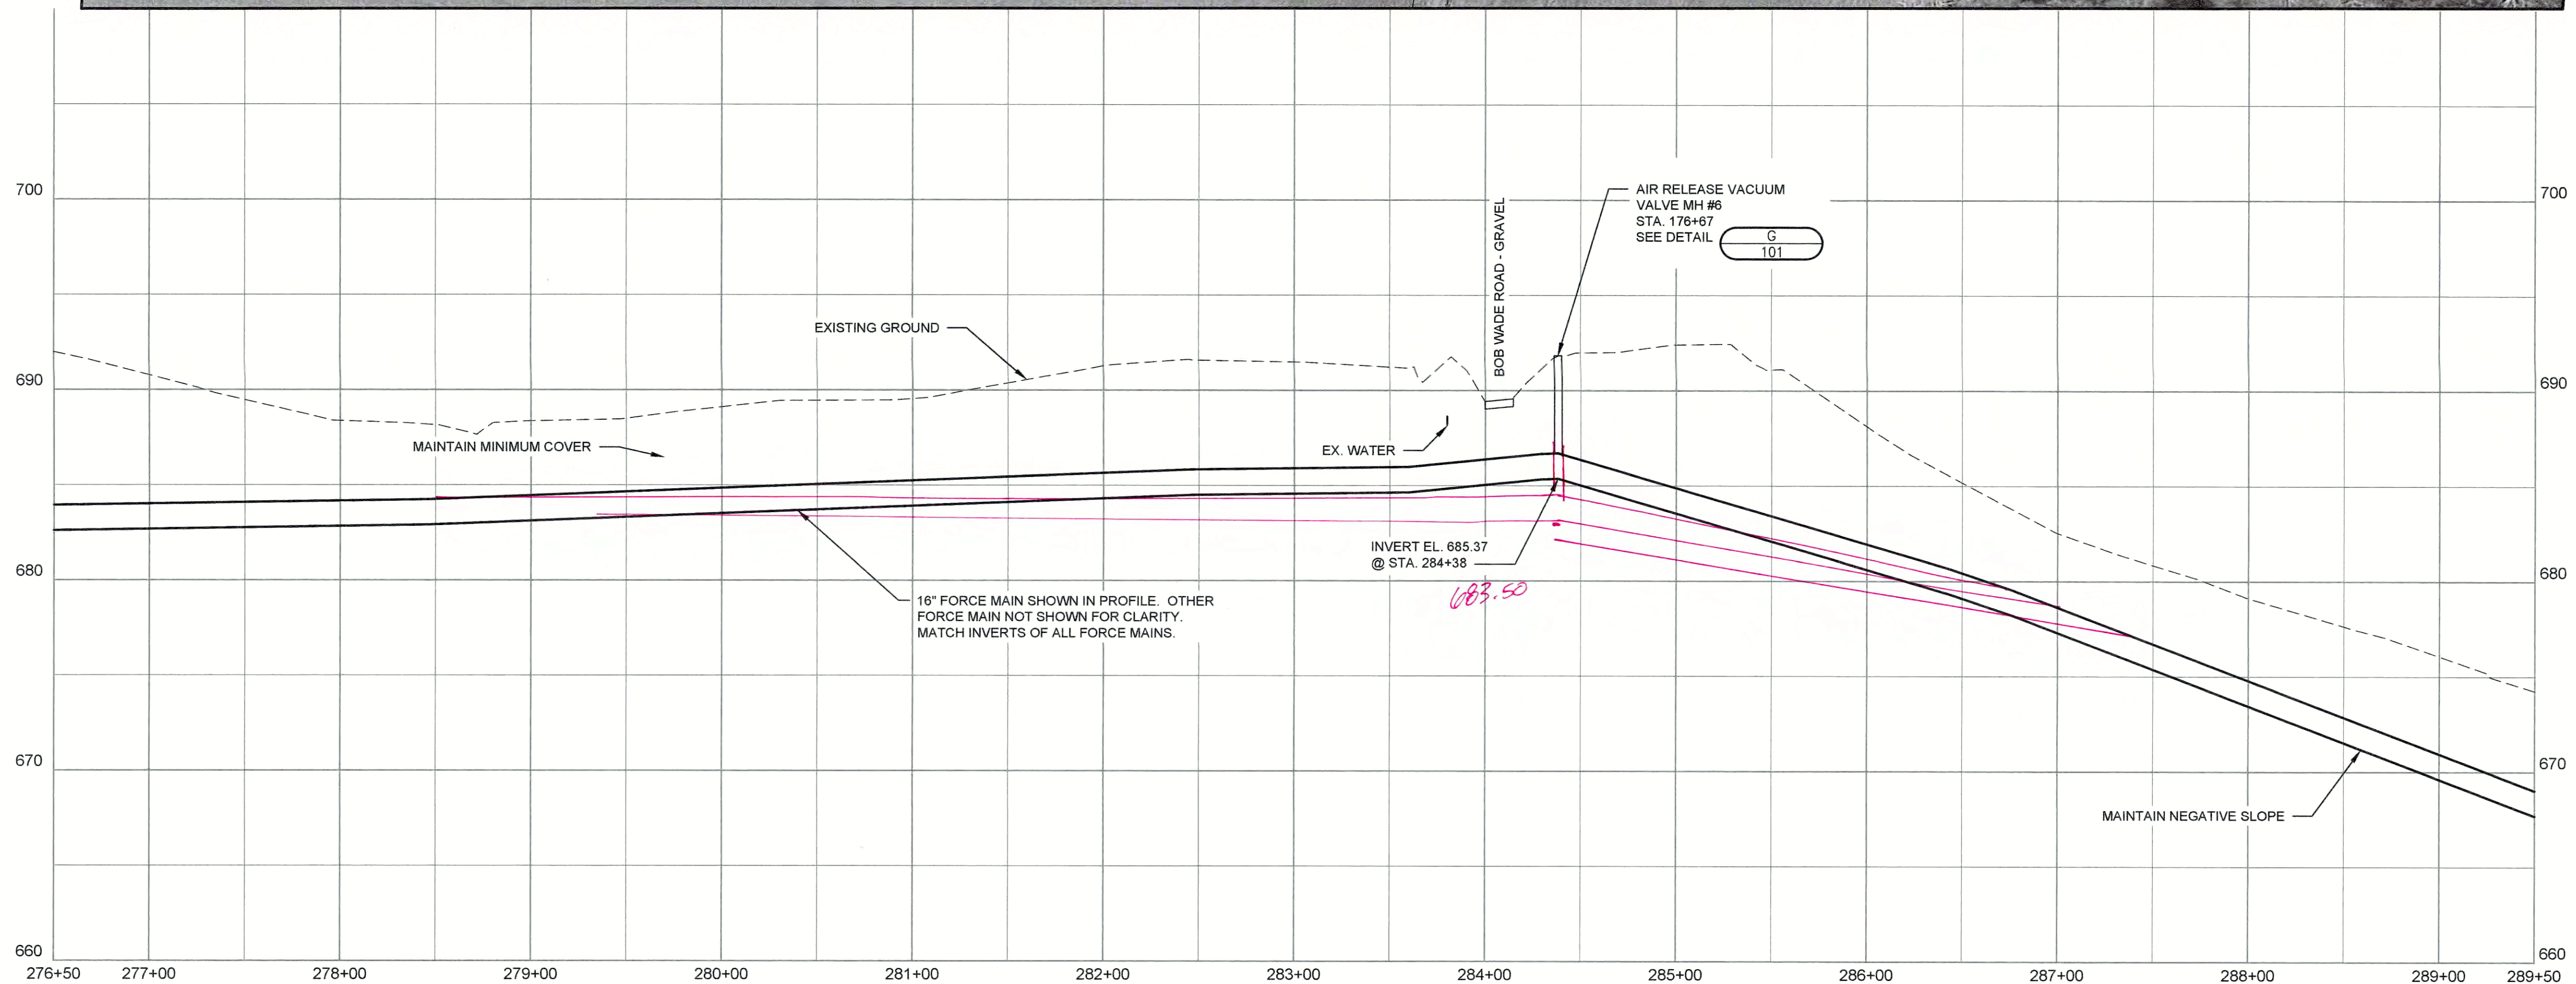 700
700
BOB WADE ROAD - GRAVEL
AIR RELEASE VACUUM
VALVE MH #6
STA. 176+67
SEE DETAIL
G
101
EXISTING GROUND
690
690
MAINTAIN MINIMUM COVER
EX. WATER
INVERT EL. 685.37
@ STA. 284+38
683.50
680
680
16" FORCE MAIN SHOWN IN PROFILE. OTHER
FORCE MAIN NOT SHOWN FOR CLARITY.
MATCH INVERTS OF ALL FORCE MAINS.
670
670
MAINTAIN NEGATIVE SLOPE
660
660
276+50 277+00 278+00 279+00 280+00 281+00 282+00 283+00 284+00 285+00 286+00 287+00 288+00 289+00 289+50